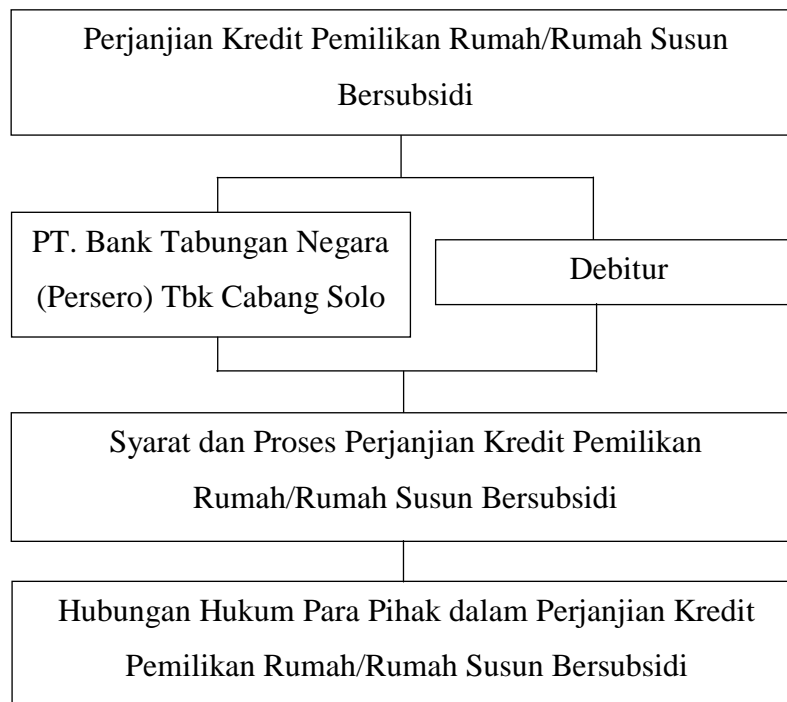 Perjanjian Kredit Pemilikan Rumah/Rumah Susun
Bersubsidi
PT. Bank Tabungan Negara
(Persero) Tbk Cabang Solo
Debitur
Syarat dan Proses Perjanjian Kredit Pemilikan
Rumah/Rumah Susun Bersubsidi
Hubungan Hukum Para Pihak dalam Perjanjian Kredit
Pemilikan Rumah/Rumah Susun Bersubsidi